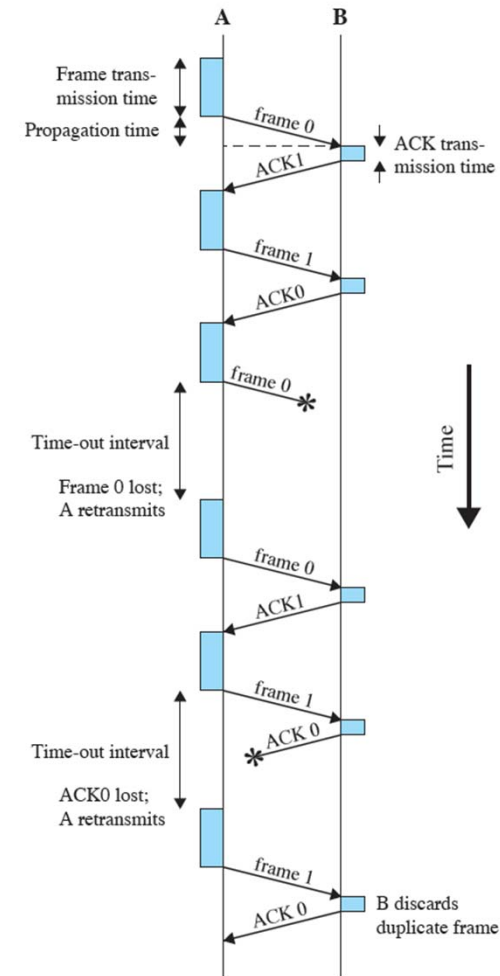 A
B
Frame trans-
mission time
Propagation time
frame 0
ACK trans-
mission time
ACK1
frame 1
ACK0
frame 0
Time-out interval
Time
Frame 0 lost;
A retransmits
frame 0
ACK1
frame 1
ACK 0
Time-out interval
ACK0 lost;
A retransmits
frame 1
ACK 0
B discards
duplicate frame